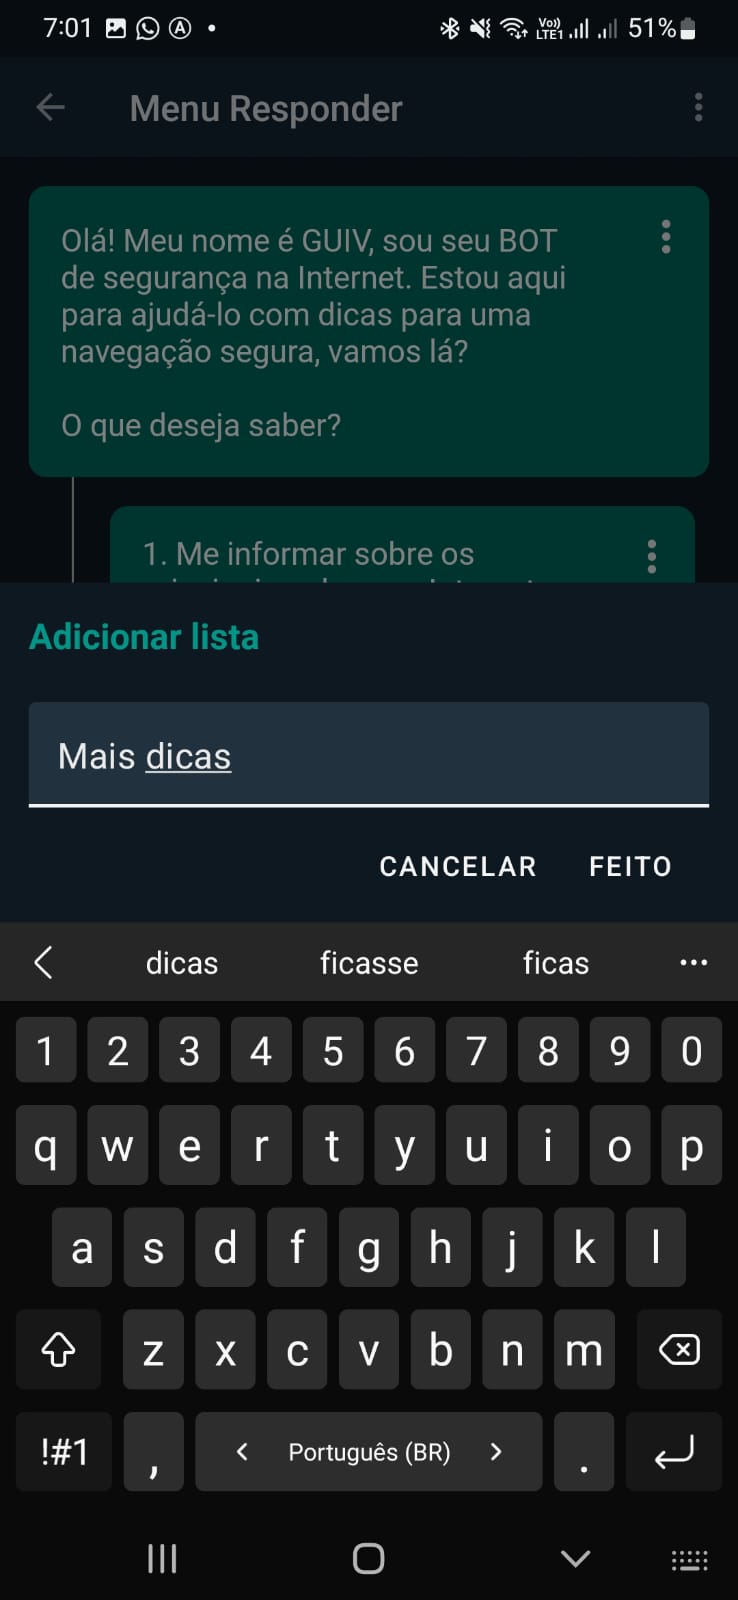 7:01
Vo))
LTE1
51%
Menu Responder
Olá! Meu nome é GUIV, sou seu BOT
de segurança na Internet. Estou aqui
para ajudá-lo com dicas para uma
navegação segura, vamos lá?
O que deseja saber?
1. Me informar sobre os
Adicionar lista
Mais dicas
CANCELAR FEITO
dicas ficasse ficas
1 2 3 4 5 6 7 8 9 0
q w e r t y u i o p
a s d f g h j k l
z x c v b n m
!#1 , Português (BR) .